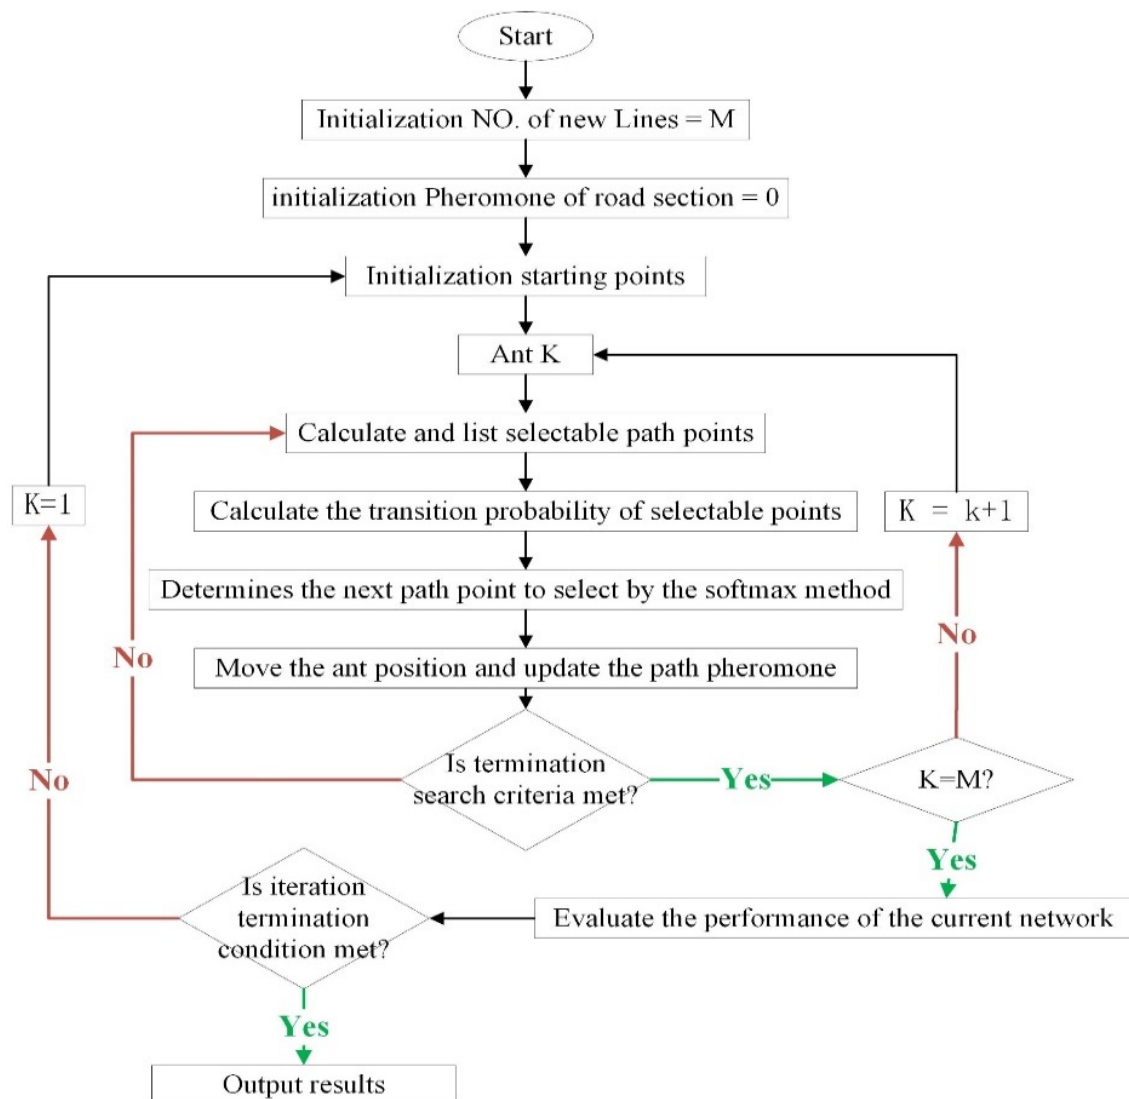 Start
Initialization NO. of new Lines = M
initialization Pheromone of road section = 0
Initialization starting points
Ant K
Calculate and list selectable path points
K=1
Calculate the transition probability of selectable points
K = k+1
Determines the next path point to select by the softmax method
No
No
Move the ant position and update the path pheromone
No
Is termination
search criteria met?
Yes
K=M?
Yes
Is iteration
termination
condition met?
Evaluate the performance of the current network
Yes
Output results